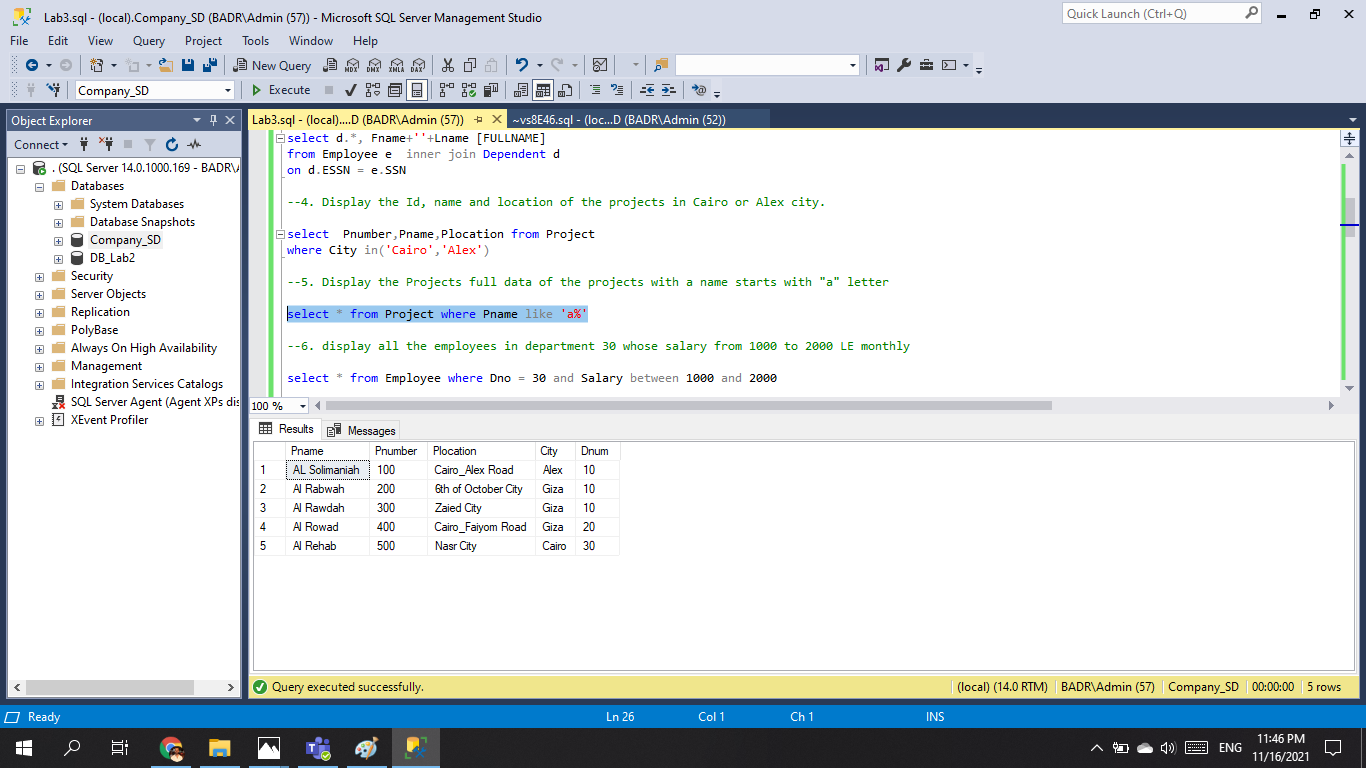 Lab3.sql - (local).Company_SD (BADR\Admin (57)) - Microsoft SQL Server Management Studio
Quick Launch (Ctrl+Q)
File Edit View Query Project Tools Window Help
New Query MDX DMX XMLA DAX
Company_SD Execute
Object Explorer
Lab3.sql - (local)....D (BADR\Admin (57)) ~vs8E46.sql - (loc...D (BADR\Admin (52))
Connect
. (SQL Server 14.0.1000.169 - BADR\A
Databases
System Databases
Database Snapshots
Company_SD
DB_Lab2
Security
Server Objects
Replication
PolyBase
Always On High Availability
Management
Integration Services Catalogs
SQL Server Agent (Agent XPs dis
XEvent Profiler
select d.*, Fname+''+Lname [FULLNAME]
from Employee e  inner join Dependent d
on d.ESSN = e.SSN
--4. Display the Id, name and location of the projects in Cairo or Alex city.
select  Pnumber,Pname,Plocation from Project
where City in('Cairo','Alex')
--5. Display the Projects full data of the projects with a name starts with "a" letter
select * from Project where Pname like 'a%'
--6. display all the employees in department 30 whose salary from 1000 to 2000 LE monthly
select * from Employee where Dno = 30 and Salary between 1000 and 2000
100 %
Results Messages
Pname Pnumber Plocation City Dnum
1 AL Solimaniah 100 Cairo_Alex Road Alex 10
2 Al Rabwah 200 6th of October City Giza 10
3 Al Rawdah 300 Zaied City Giza 10
4 Al Rowad 400 Cairo_Faiyom Road Giza 20
5 Al Rehab 500 Nasr City Cairo 30
Query executed successfully. (local) (14.0 RTM) BADR\Admin (57) Company_SD 00:00:00 5 rows
Ready Ln 26 Col 1 Ch 1 INS
ENG 11:46 PM
11/16/2021